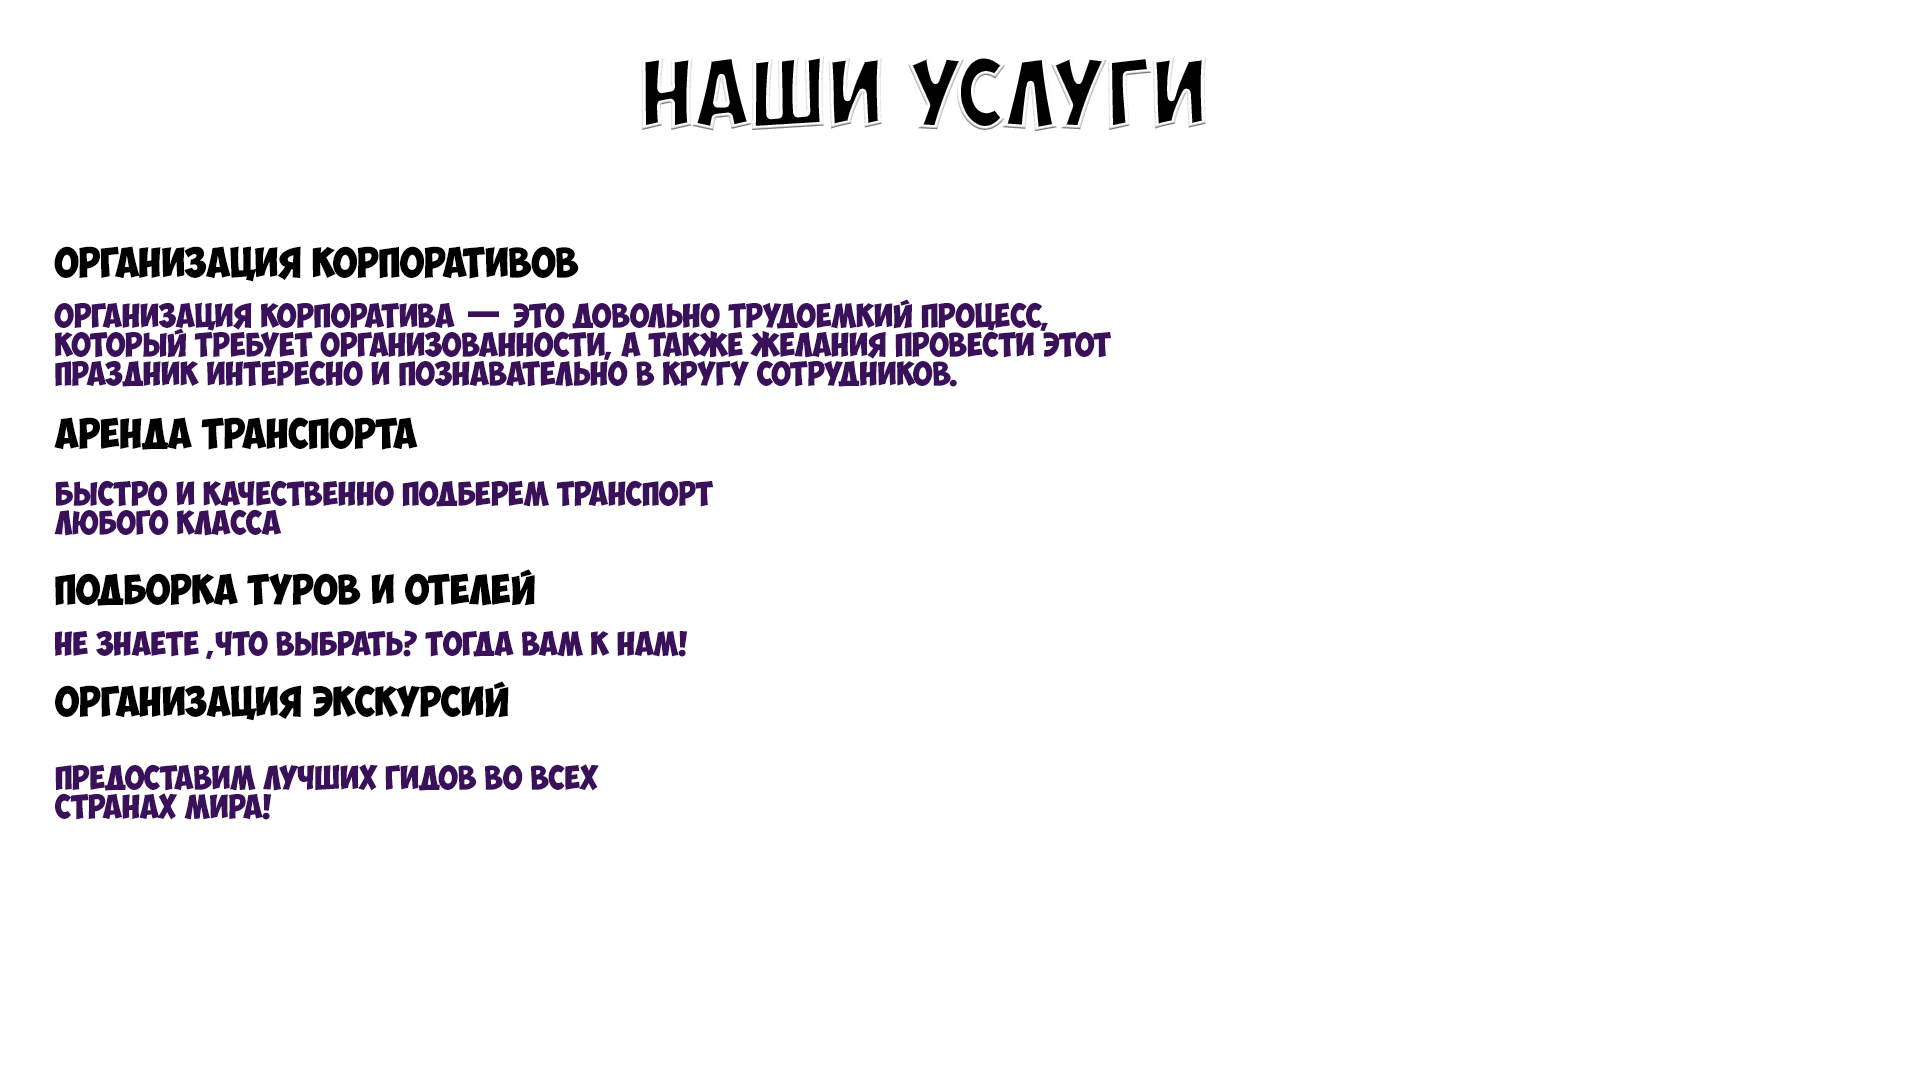 НАШИ УСЛУГИ
ОРГАНИЗАЦИЯ КОРПОРАТИВОВ
ОРГАНИЗАЦИЯ КОРПОРАТИВА — ЭТО ДОВОЛЬНО ТРУДОЕМКИЙ ПРОЦЕСС,
КОТОРЫЙ ТРЕБУЕТ ОРГАНИЗОВАННОСТИ, А ТАКЖЕ ЖЕЛАНИЯ ПРОВЕСТИ ЭТОТ
ПРАЗДНИК ИНТЕРЕСНО И ПОЗНАВАТЕЛЬНО В КРУГУ СОТРУДНИКОВ.
АРЕНДА ТРАНСПОРТА
БЫСТРО И КАЧЕСТВЕННО ПОДБЕРЕМ ТРАНСПОРТ
ЛЮБОГО КЛАССА
ПОДБОРКА ТУРОВ И ОТЕЛЕЙ
НЕ ЗНАЕТЕ ,ЧТО ВЫБРАТЬ? ТОГДА ВАМ К НАМ!
ОРГАНИЗАЦИЯ ЭКСКУРСИЙ
ПРЕДОСТАВИМ ЛУЧШИХ ГИДОВ ВО ВСЕХ
СТРАНАХ МИРА!